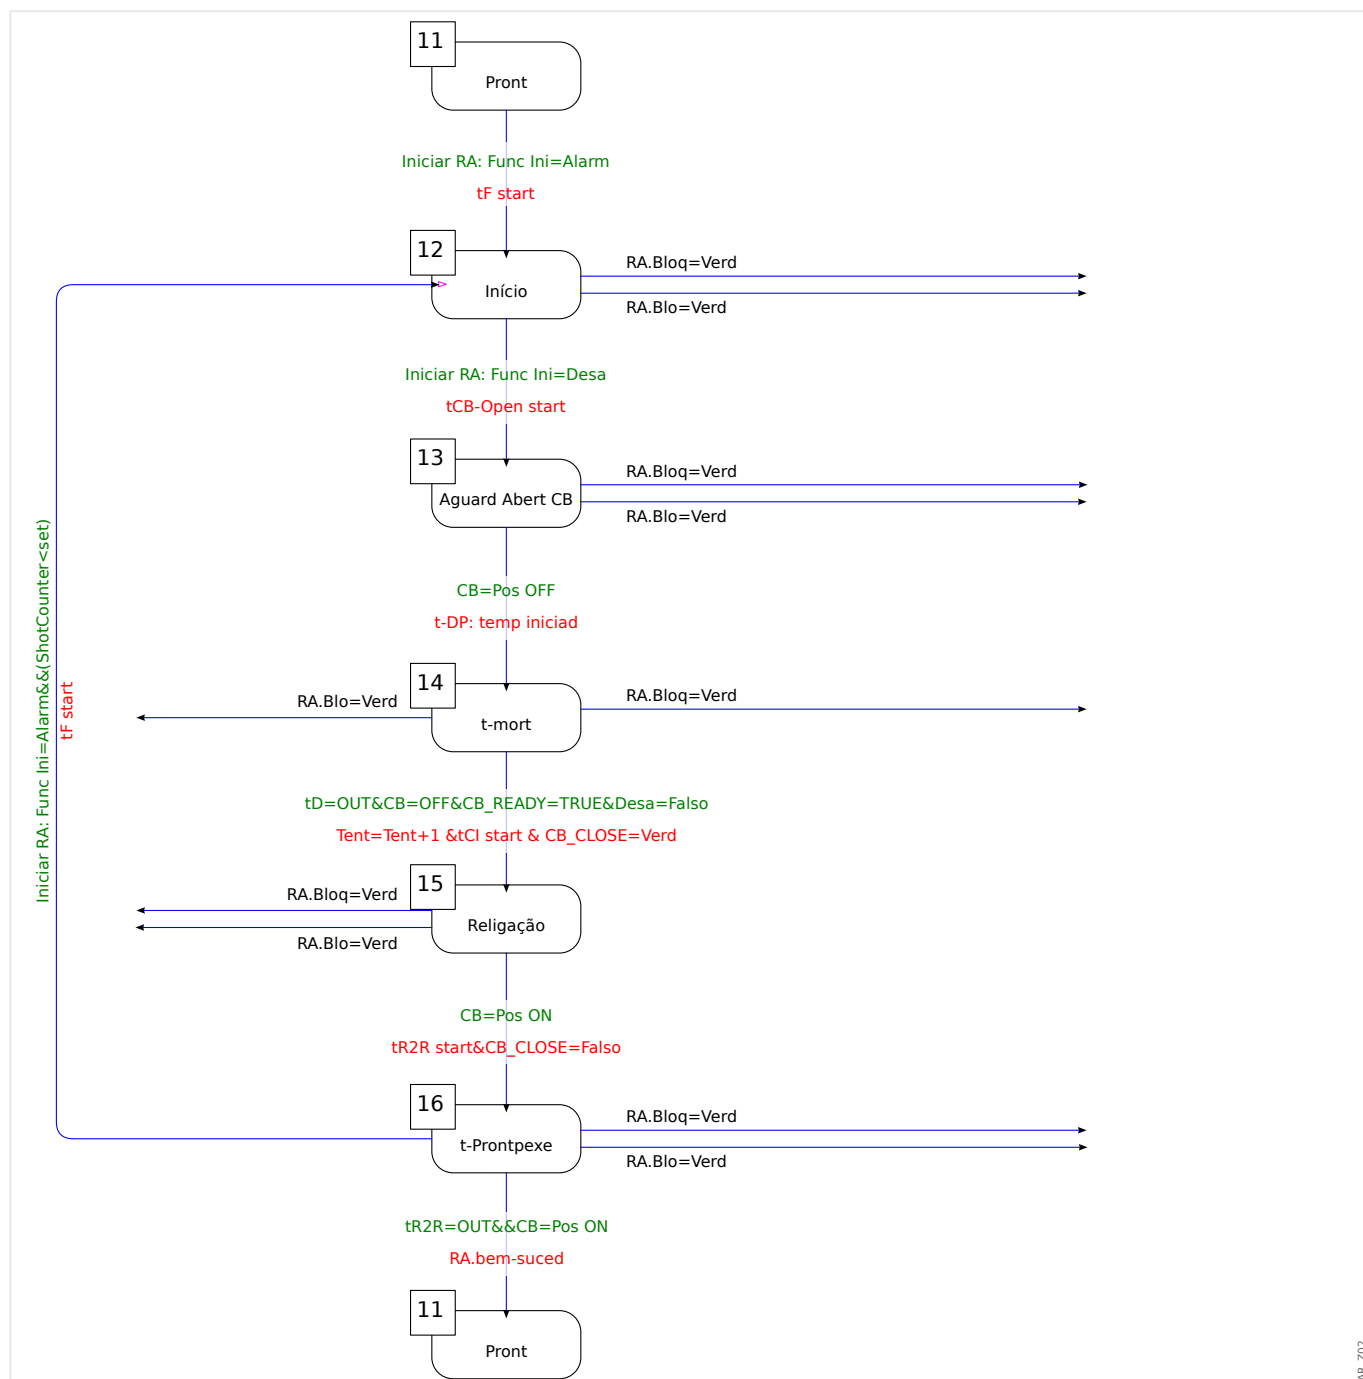 11
Pront
Iniciar RA: Func Ini=Alarm
tF start
12
Início
RA.Bloq=Verd
RA.Blo=Verd
Iniciar RA: Func Ini=Desa
tCB-Open start
13
Aguard Abert CB
RA.Bloq=Verd
RA.Blo=Verd
CB=Pos OFF
t-DP: temp iniciad
Iniciar RA: Func Ini=Alarm&&(ShotCounter<set)
tF start
14
t-mort
RA.Blo=Verd
RA.Bloq=Verd
tD=OUT&CB=OFF&CB_READY=TRUE&Desa=Falso
Tent=Tent+1 &tCI start & CB_CLOSE=Verd
15
Religação
RA.Bloq=Verd
RA.Blo=Verd
CB=Pos ON
tR2R start&CB_CLOSE=Falso
16
t-Prontpexe
RA.Bloq=Verd
RA.Blo=Verd
tR2R=OUT&&CB=Pos ON
RA.bem-suced
11
Pront